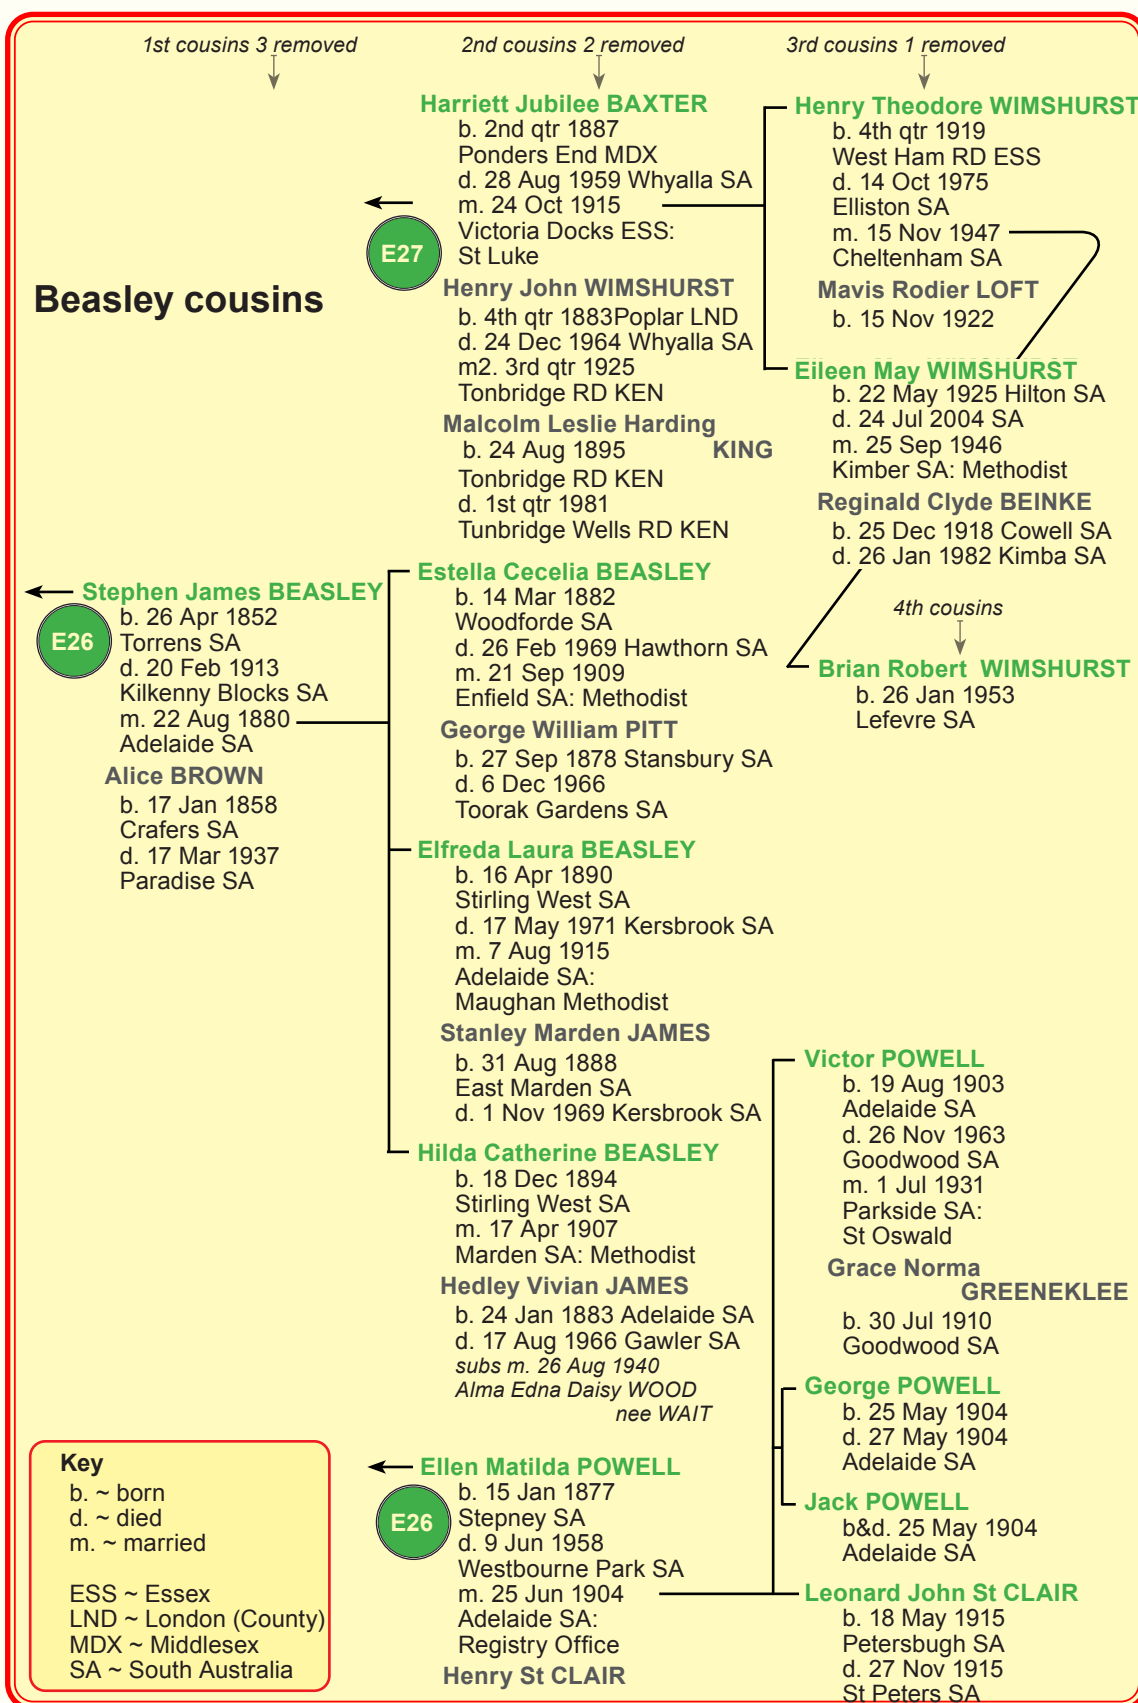 1st cousins 3 removed
2nd cousins 2 removed
3rd cousins 1 removed
Beasley cousins
Harriett Jubilee BAXTER
b. 2nd qtr 1887
Ponders End MDX
d. 28 Aug 1959 Whyalla SA
m. 24 Oct 1915
Victoria Docks ESS:
St Luke
E27
Henry John WIMSHURST
b. 4th qtr 1883Poplar LND
d. 24 Dec 1964 Whyalla SA
m2. 3rd qtr 1925
Tonbridge RD KEN
Malcolm Leslie Harding
KING
b. 24 Aug 1895
Tonbridge RD KEN
d. 1st qtr 1981
Tunbridge Wells RD KEN
Henry Theodore WIMSHURST
b. 4th qtr 1919
West Ham RD ESS
d. 14 Oct 1975
Elliston SA
m. 15 Nov 1947
Cheltenham SA
Mavis Rodier LOFT
b. 15 Nov 1922
Eileen May WIMSHURST
b. 22 May 1925 Hilton SA
d. 24 Jul 2004 SA
m. 25 Sep 1946
Kimber SA: Methodist
Reginald Clyde BEINKE
b. 25 Dec 1918 Cowell SA
d. 26 Jan 1982 Kimba SA
4th cousins
Brian Robert WIMSHURST
b. 26 Jan 1953
Lefevre SA
Stephen James BEASLEY
E26
b. 26 Apr 1852
Torrens SA
d. 20 Feb 1913
Kilkenny Blocks SA
m. 22 Aug 1880
Adelaide SA
Alice BROWN
b. 17 Jan 1858
Crafers SA
d. 17 Mar 1937
Paradise SA
Estella Cecelia BEASLEY
b. 14 Mar 1882
Woodforde SA
d. 26 Feb 1969 Hawthorn SA
m. 21 Sep 1909
Enfield SA: Methodist
George William PITT
b. 27 Sep 1878 Stansbury SA
d. 6 Dec 1966
Toorak Gardens SA
Elfreda Laura BEASLEY
b. 16 Apr 1890
Stirling West SA
d. 17 May 1971 Kersbrook SA
m. 7 Aug 1915
Adelaide SA:
Maughan Methodist
Stanley Marden JAMES
b. 31 Aug 1888
East Marden SA
d. 1 Nov 1969 Kersbrook SA
Hilda Catherine BEASLEY
b. 18 Dec 1894
Stirling West SA
m. 17 Apr 1907
Marden SA: Methodist
Hedley Vivian JAMES
b. 24 Jan 1883 Adelaide SA
d. 17 Aug 1966 Gawler SA
subs m. 26 Aug 1940
Alma Edna Daisy WOOD
nee WAIT
Ellen Matilda POWELL
E26
b. 15 Jan 1877
Stepney SA
d. 9 Jun 1958
Westbourne Park SA
m. 25 Jun 1904
Adelaide SA:
Registry Office
Henry St CLAIR
Victor POWELL
b. 19 Aug 1903
Adelaide SA
d. 26 Nov 1963
Goodwood SA
m. 1 Jul 1931
Parkside SA:
St Oswald
Grace Norma
GREENEKLEE
b. 30 Jul 1910
Goodwood SA
George POWELL
b. 25 May 1904
d. 27 May 1904
Adelaide SA
Jack POWELL
b&d. 25 May 1904
Adelaide SA
Leonard John St CLAIR
b. 18 May 1915
Petersbugh SA
d. 27 Nov 1915
St Peters SA
Key
b. ~ born
d. ~ died
m. ~ married
ESS ~ Essex
LND ~ London (County)
MDX ~ Middlesex
SA ~ South Australia